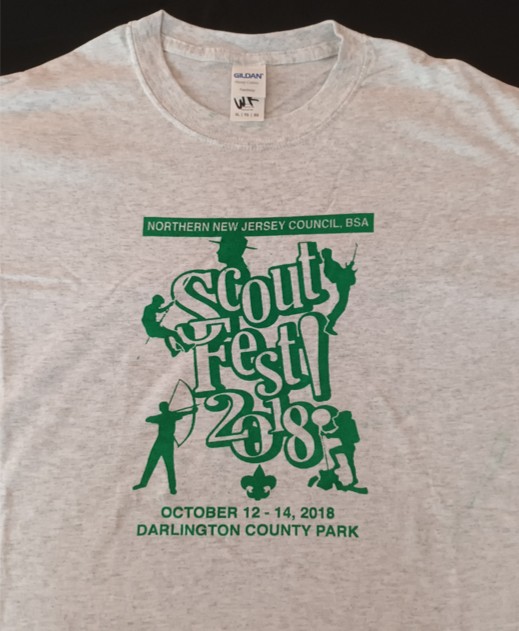 GILDAN
NORTHERN NEW JERSEY COUNCIL, BSA
Scout
Fest!
2018
OCTOBER 12 - 14, 2018
DARLINGTON COUNTY PARK